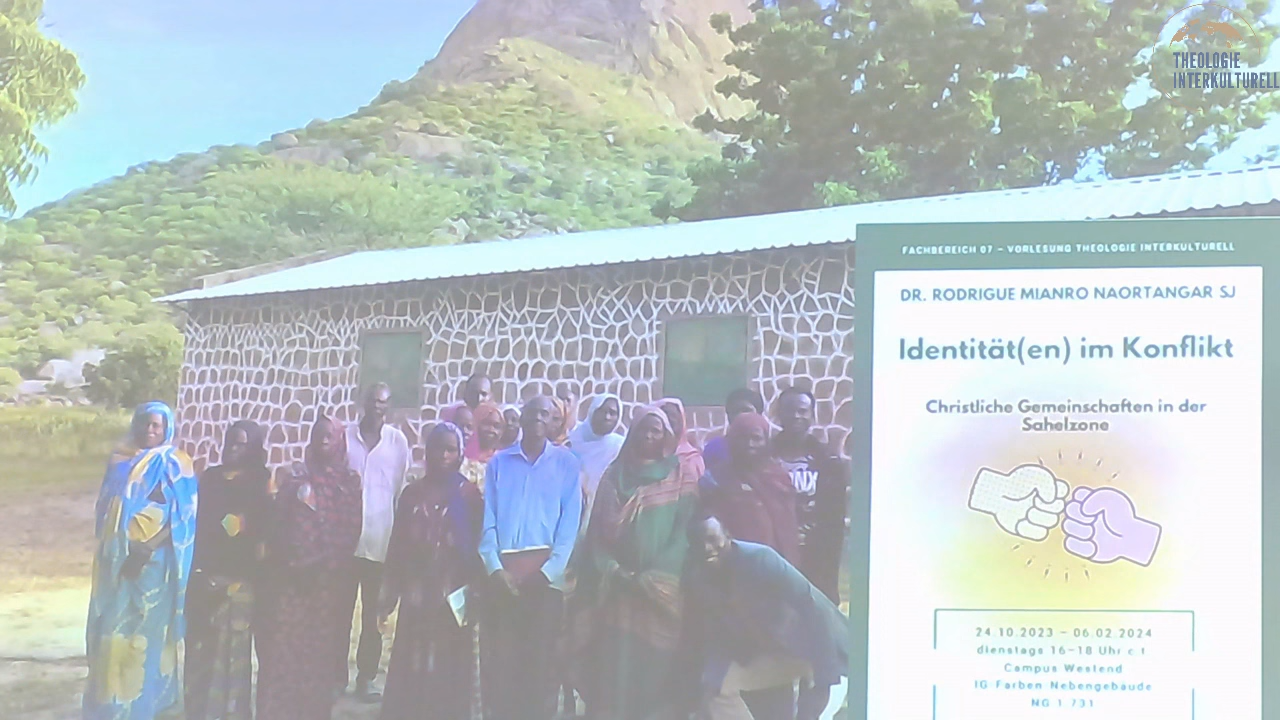 THEOLOGIE
INTERKULTURELL
FACHBEREICH 07 – VORLESUNG THEOLOGIE INTERKULTURELL
DR. RODRIGUE MIANRO NAORTANGAR SJ
Identität(en) im Konflikt
Christliche Gemeinschaften in der
Sahelzone
24.10.2023 – 06.02.2024
dienstags 16–18 Uhr c.t.
Campus Westend
IG-Farben Nebengebäude
NG 1.731